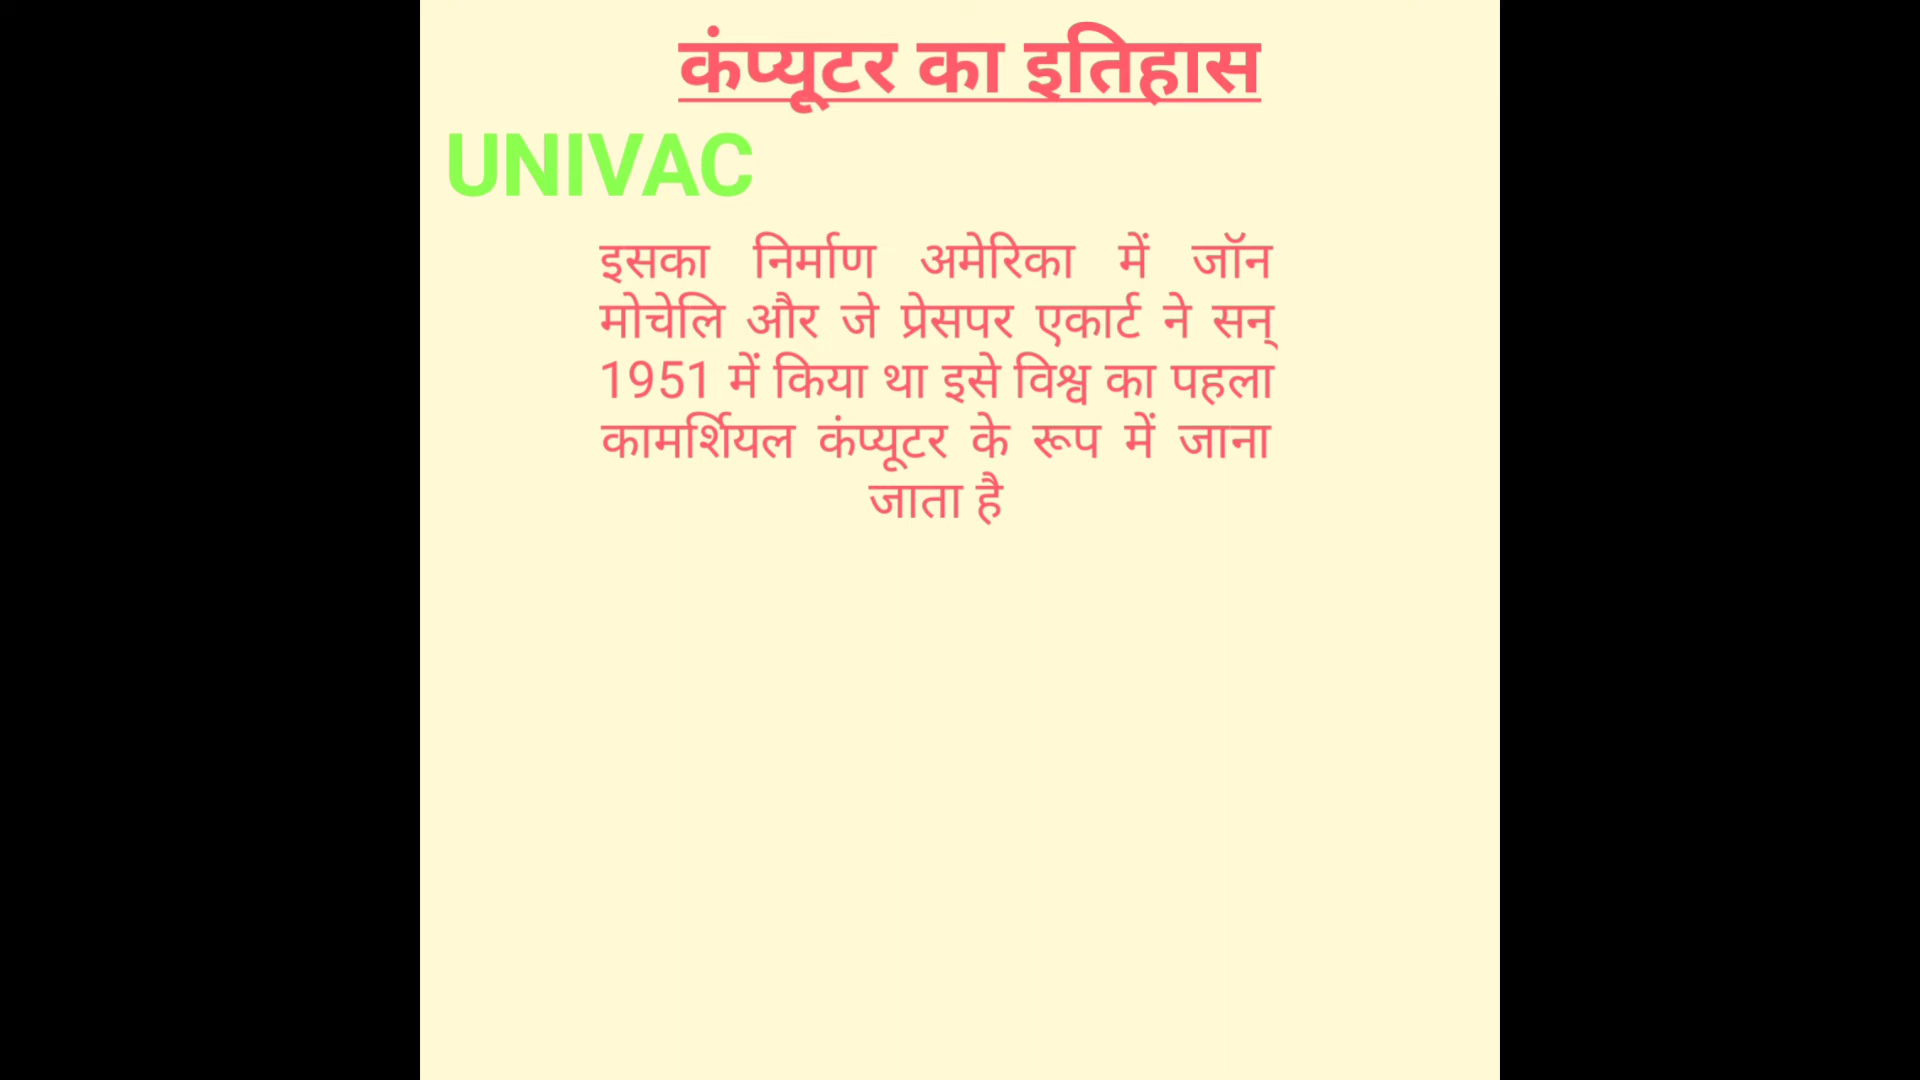 कंप्यूटर का इतिहास
UNIVAC
इसका निर्माण अमेरिका में जॉन
मोचेलि और जे प्रेसपर एकार्ट ने सन्
1951 में किया था इसे विश्व का पहला
कामर्शियल कंप्यूटर के रूप में जाना
जाता है